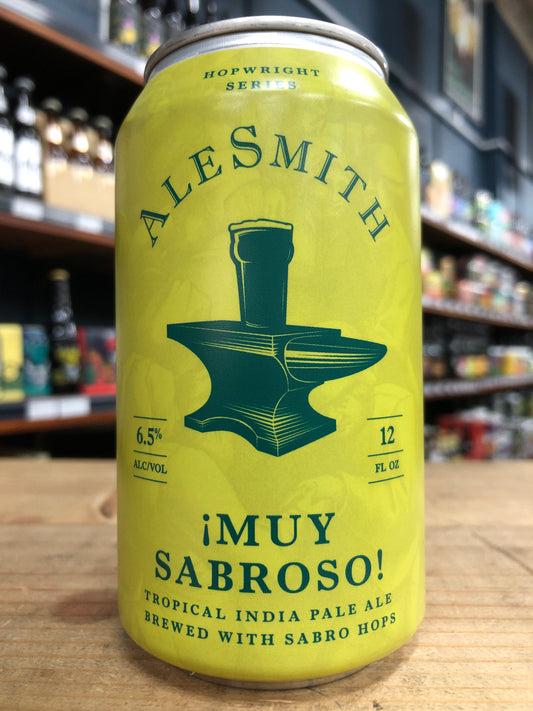 HOPWRIGHT
SERIES
ALESMITH
6.5%
ALC/VOL
12
FL OZ
¡MUY
SABROSO!
TROPICAL INDIA PALE ALE
BREWED WITH SABRO HOPS